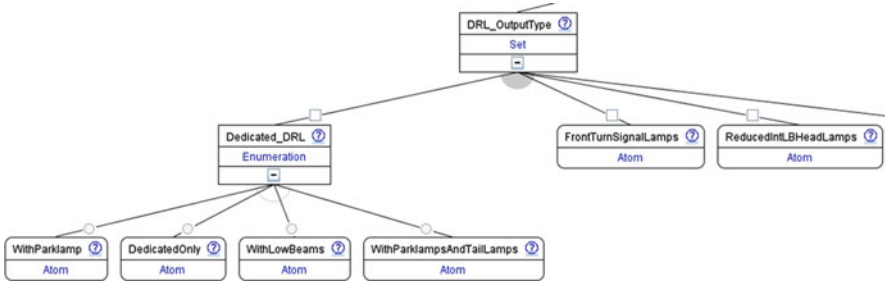 DRL_OutputType ?
Set
Dedicated_DRL ?
Enumeration
FrontTurnSignalLamps ?
Atom
ReducedIntLBHeadLamps ?
Atom
WithParklamp ?
Atom
DedicatedOnly ?
Atom
WithLowBeams ?
Atom
WithParklampsAndTailLamps ?
Atom